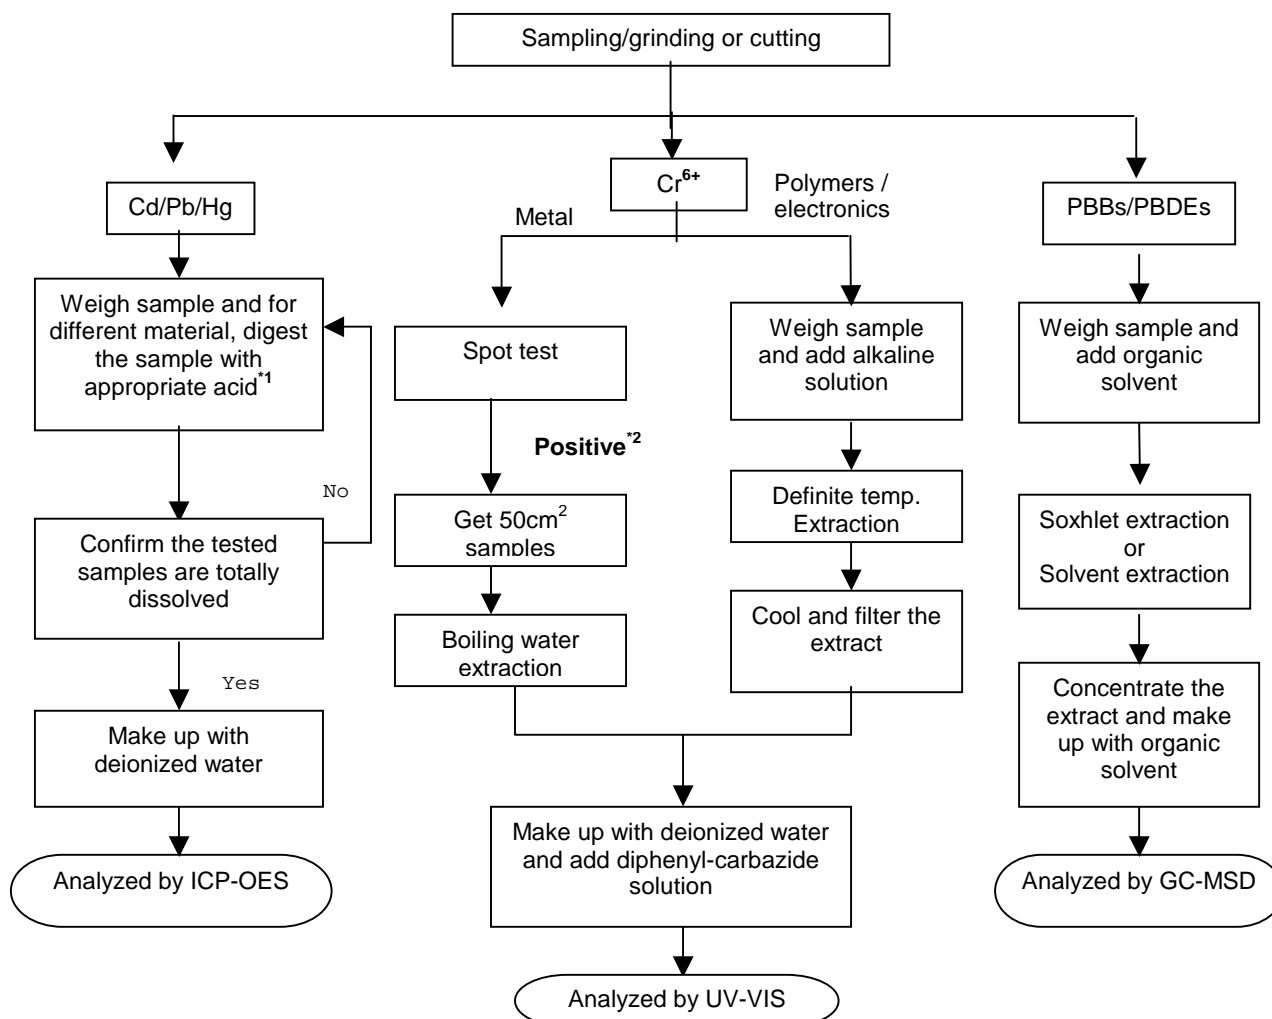 Sampling/grinding or cutting
Cd/Pb/Hg
Weigh sample and for
different material, digest
the sample with
appropriate acid*1
No
Confirm the tested
samples are totally
dissolved
Yes
Make up with
deionized water
Analyzed by ICP-OES
Cr6+
Metal
Spot test
Positive*2
Get 50cm2
samples
Boiling water
extraction
Polymers /
electronics
Weigh sample
and add alkaline
solution
Definite temp.
Extraction
Cool and filter the
extract
Make up with deionized water
and add diphenyl-carbazide
solution
Analyzed by UV-VIS
PBBs/PBDEs
Weigh sample and
add organic
solvent
Soxhlet extraction
or
Solvent extraction
Concentrate the
extract and make
up with organic
solvent
Analyzed by GC-MSD